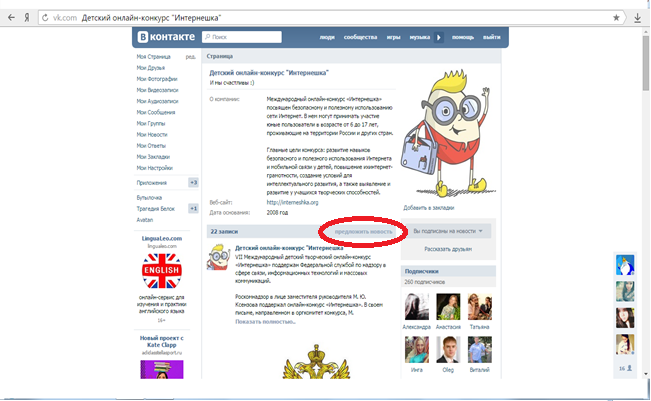 Я vk.com Детский онлайн-конкурс "Интернешка"
В контакте Поиск люди сообщества игры музыка помощь выйти
Моя Страница ред.
Мои Друзья
Мои Фотографии
Мои Видеозаписи
Мои Аудиозаписи
Мои Сообщения
Мои Группы
Мои Новости
Мои Ответы
Мои Закладки
Мои Настройки
Приложения +3
Бутылочка
Трагедия Белок +1
Avatan
LinguaLeo.com
lingualeo.com
ENGLISH
онлайн-сервис для
изучения и практики
английского языка
16+
Новый проект с
Kate Clapp
adidasstellasport.ru
Страница
Детский онлайн-конкурс "Интернешка"
И мы счастливы :)
О компании: Международный онлайн-конкурс «Интернешка»
посвящен безопасному и полезному использованию
сети Интернет. В нем могут принимать участие
юные пользователи в возрасте от 6 до 17 лет,
проживающие на территории России и других стран.
Главные цели конкурса: развитие навыков
безопасного и полезного использования Интернета
и мобильной связи у детей, повышение ихинтернет-
грамотности, создание условий для
интеллектуального развития, а также выявление и
развитие у учащихся творческих способностей.
Веб-сайт: http://interneshka.org
Дата основания: 2008 год
22 записи предложить новость
Детский онлайн-конкурс "Интернешка"
VII Международный детский творческий онлайн-
конкурс «Интернешка» поддержан Федеральной службой по надзору в
сфере связи, информационных технологий и массовых
коммуникаций.
Роскомнадзор в лице заместителя руководителя М. Ю.
Ксензова поддержал онлайн-конкурс «Интернешка». В своем
письме, направленном в оргкомитет конкурса, М.
Показать полностью..
Добавить в закладки
Вы подписаны на новости
Рассказать друзьям
Подписчики
260 подписчиков
Александра Анастасия Татьяна
Инга Oleg Виталий
16